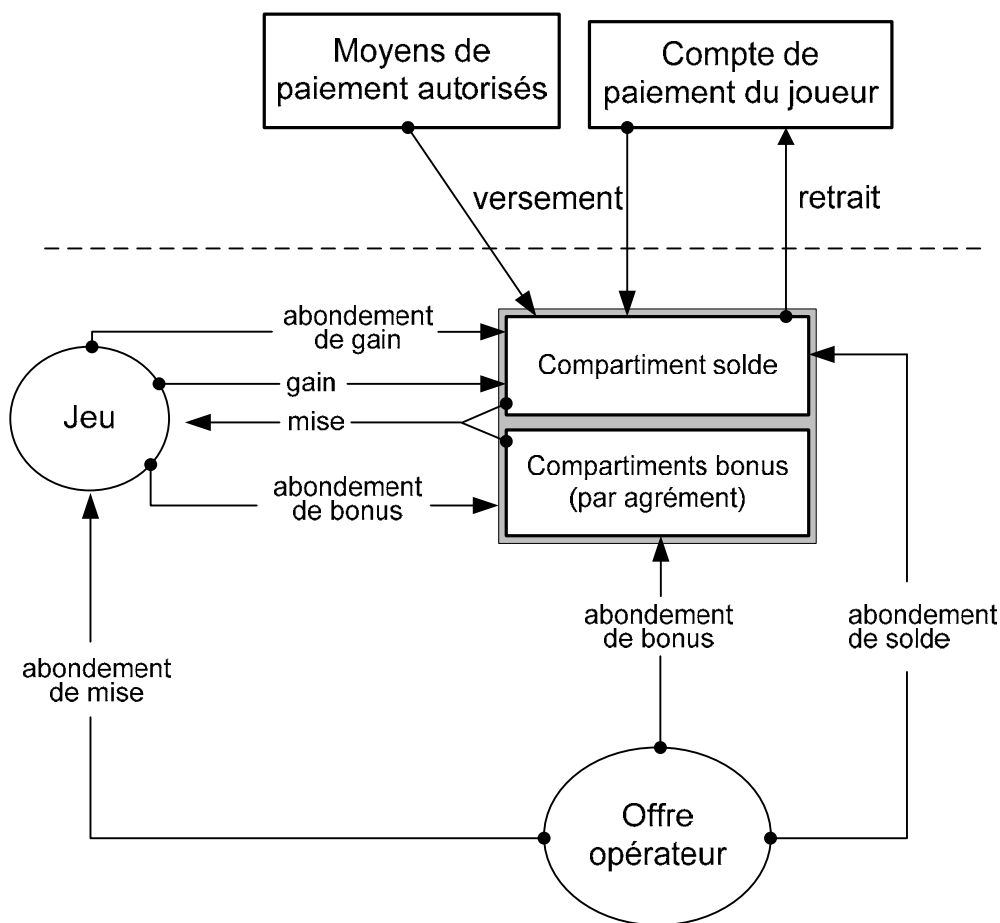 Moyens de
paiement autorisés
Compte de
paiement du joueur
versement
retrait
abondement
de gain
Compartiment solde
gain
Jeu
mise
Compartiments bonus
(par agrément)
abondement
de bonus
abondement
de bonus
abondement
de solde
abondement
de mise
Offre
opérateur